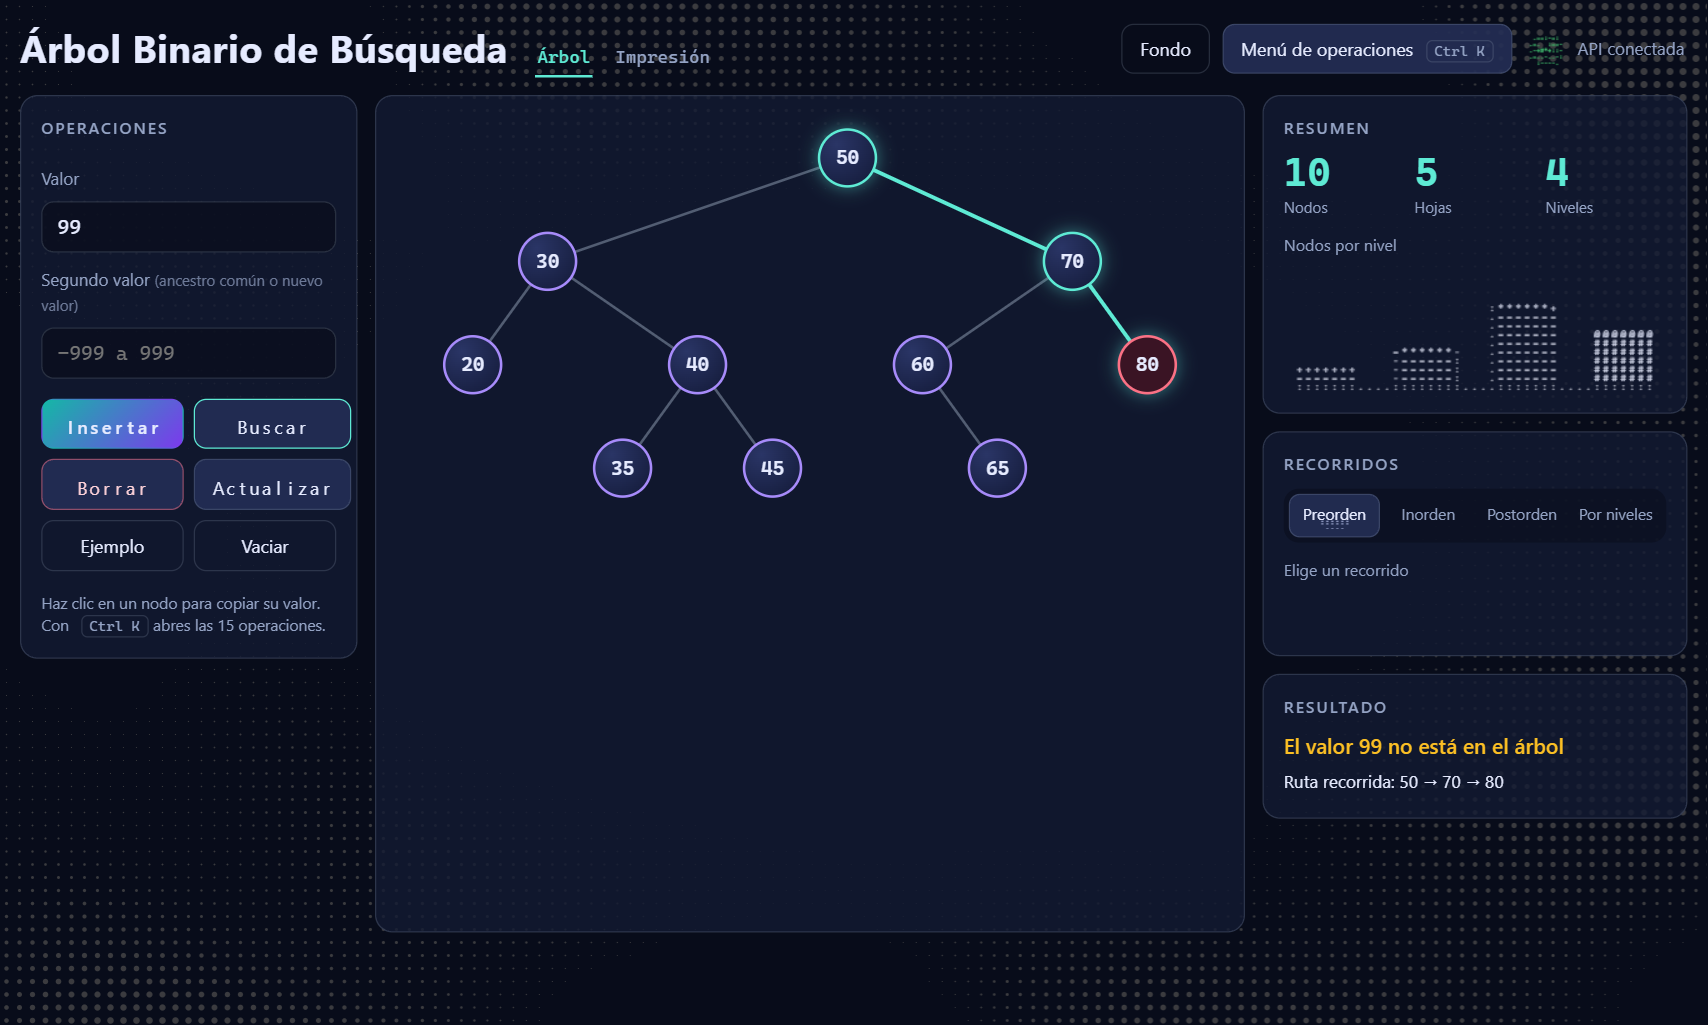 Árbol Binario de Búsqueda
Árbol
Impresión
Fondo
Menú de operaciones Ctrl K
API conectada
OPERACIONES
Valor
99
Segundo valor (ancestro común o nuevo
valor)
−999 a 999
Insertar
Buscar
Borrar
Actualizar
Ejemplo
Vaciar
Haz clic en un nodo para copiar su valor.
Con Ctrl K abres las 15 operaciones.
50
30
70
20
40
60
80
35
45
65
RESUMEN
10
5
4
Nodos
Hojas
Niveles
Nodos por nivel
RECORRIDOS
Preorden
Inorden
Postorden
Por niveles
Elige un recorrido
RESULTADO
El valor 99 no está en el árbol
Ruta recorrida: 50 → 70 → 80